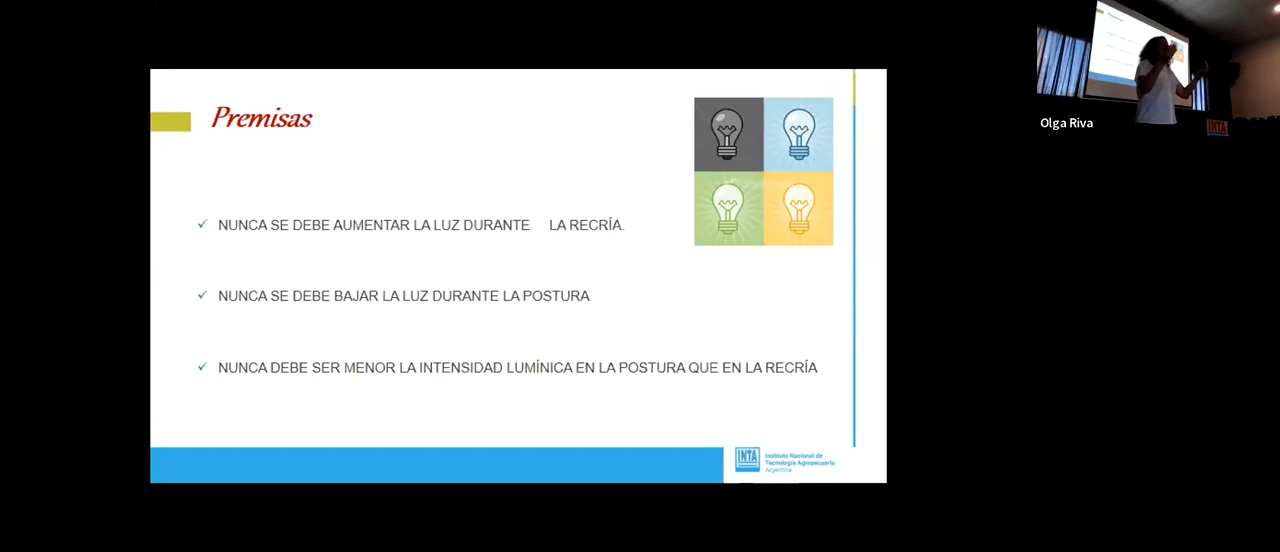 Premisas
NUNCA SE DEBE AUMENTAR LA LUZ DURANTE LA RECRÍA.
NUNCA SE DEBE BAJAR LA LUZ DURANTE LA POSTURA
NUNCA DEBE SER MENOR LA INTENSIDAD LUMÍNICA EN LA POSTURA QUE EN LA RECRÍA
INTA
Instituto Nacional de
Tecnología Agropecuaria
Argentina
Olga Riva
INTA